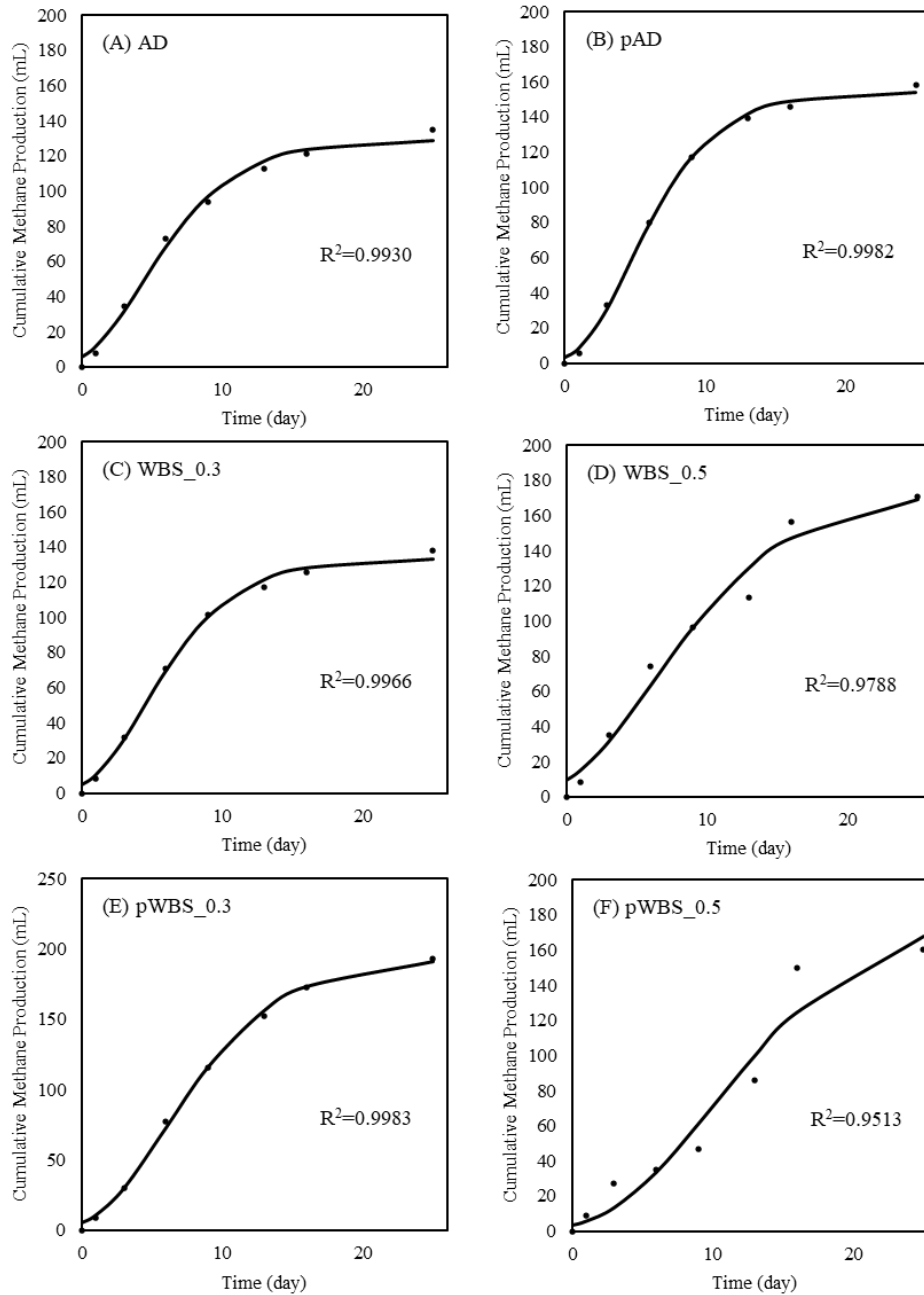 (A) AD
Cumulative Methane Production (mL)
200
180
160
140
120
100
80
60
40
20
0
R²=0.9930
0 10 20
Time (day)
(B) pAD
Cumulative Methane Production (mL)
200
180
160
140
120
100
80
60
40
20
0
R²=0.9982
0 10 20
Time (day)
(C) WBS_0.3
Cumulative Methane Production (mL)
200
180
160
140
120
100
80
60
40
20
0
R²=0.9966
0 10 20
Time (day)
(D) WBS_0.5
Cumulative Methane Production (mL)
200
180
160
140
120
100
80
60
40
20
0
R²=0.9788
0 10 20
Time (day)
(E) pWBS_0.3
Cumulative Methane Production (mL)
250
200
150
100
50
0
R²=0.9983
0 10 20
Time (day)
(F) pWBS_0.5
Cumulative Methane Production (mL)
200
180
160
140
120
100
80
60
40
20
0
R²=0.9513
0 10 20
Time (day)